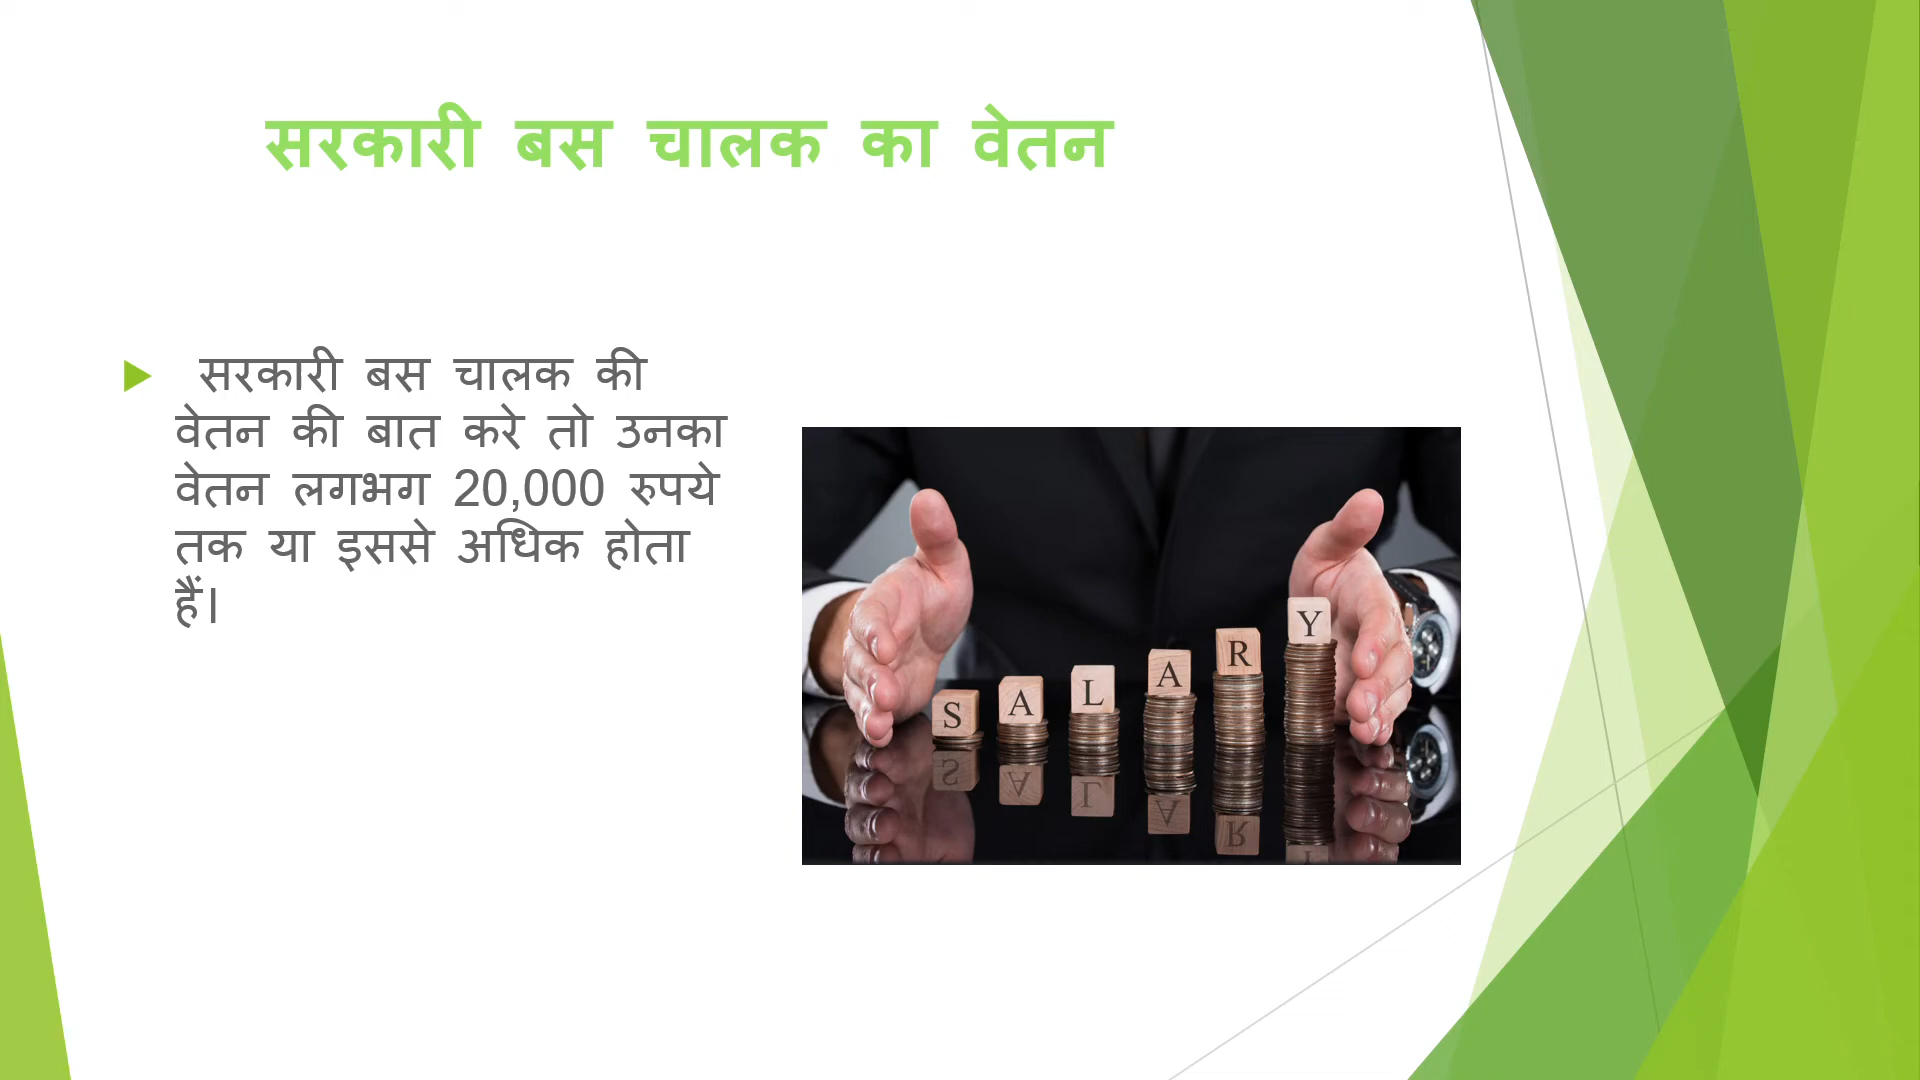 सरकारी बस चालक का वेतन
सरकारी बस चालक की
वेतन की बात करे तो उनका
वेतन लगभग 20,000 रुपये
तक या इससे अधिक होता
हैं।
S A L A R Y